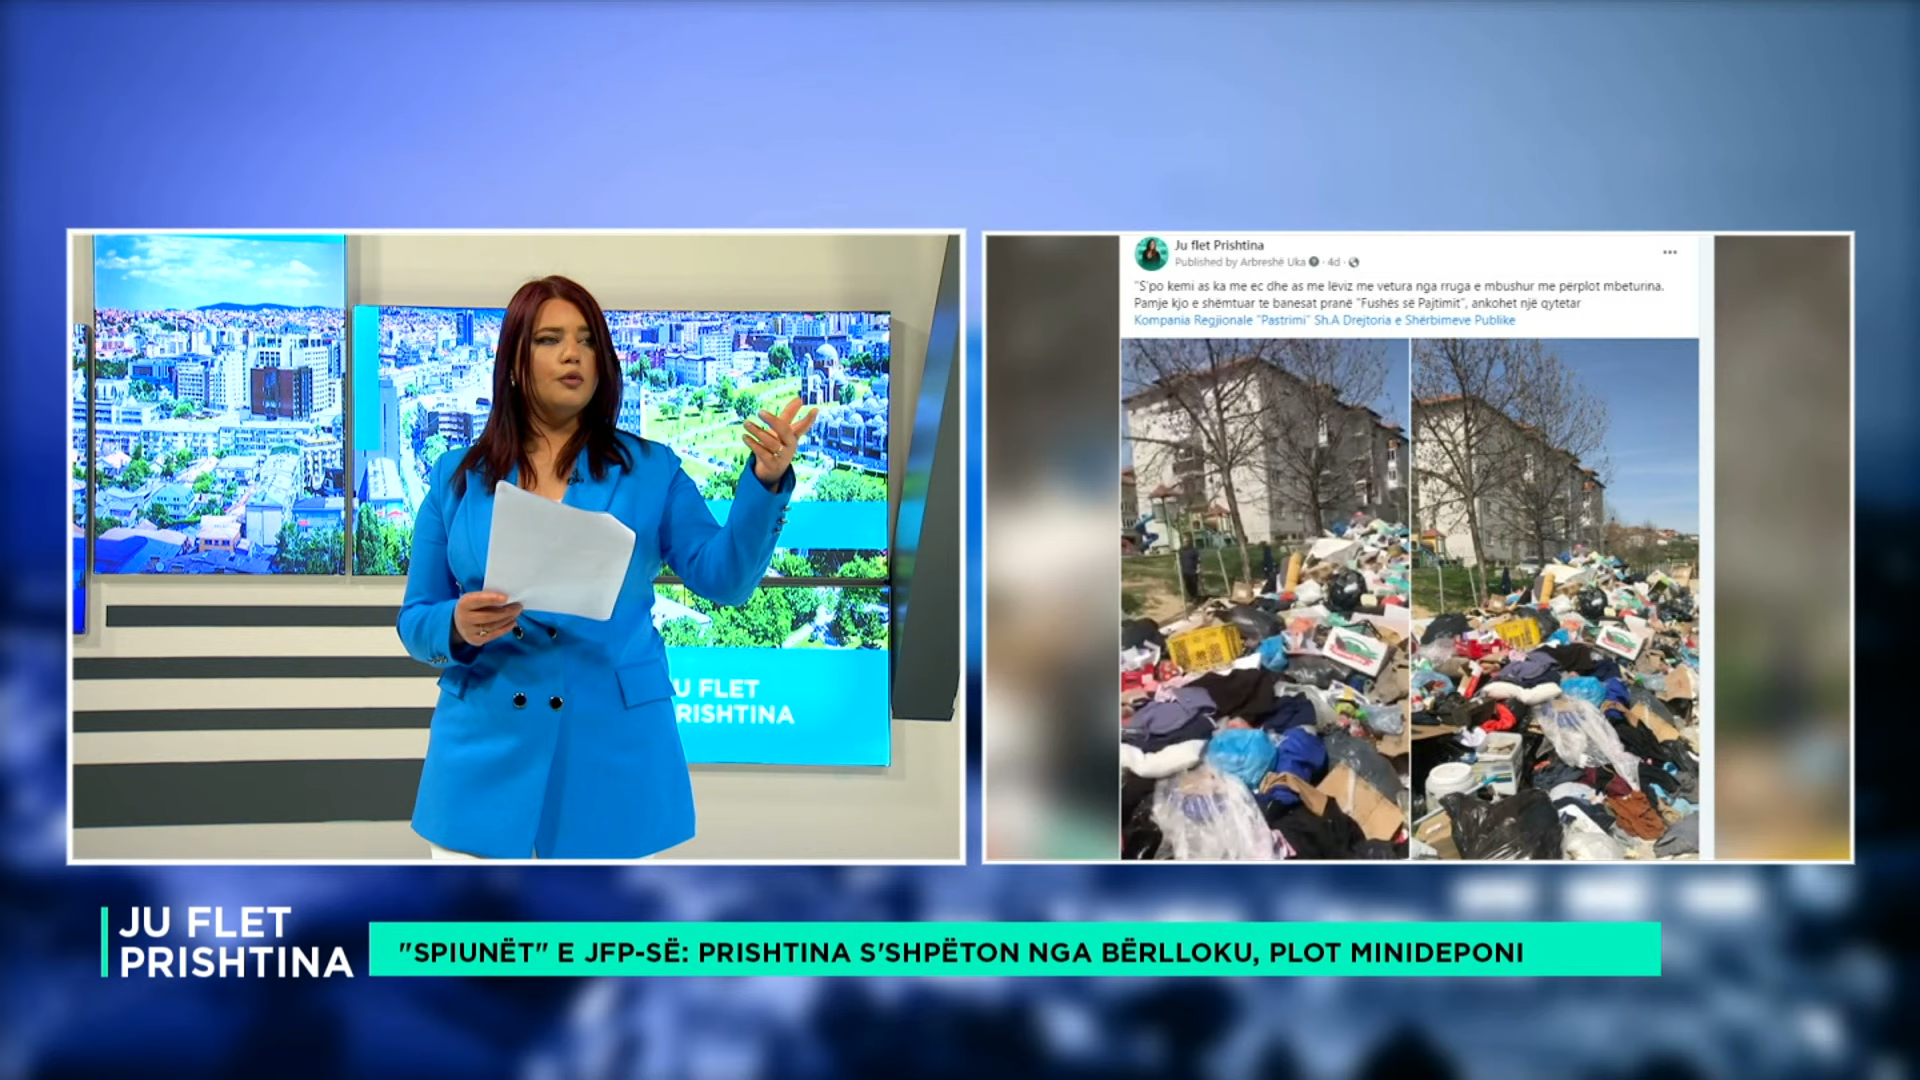 Ju flet Prishtina
Published by Arbreshë Uka · 4d ·
"S'po kemi as ka me ec dhe as me lëviz me vetura nga rruga e mbushur me përplot mbeturina.
Pamje kjo e shëmtuar te banesat pranë "Fushës së Pajtimit", ankohet një qytetar
Kompania Regjionale "Pastrimi" Sh.A Drejtoria e Shërbimeve Publike
U FLET
RISHTINA
JU FLET
PRISHTINA
"SPIUNËT" E JFP-SË: PRISHTINA S'SHPËTON NGA BËRLLOKU, PLOT MINIDEPONI